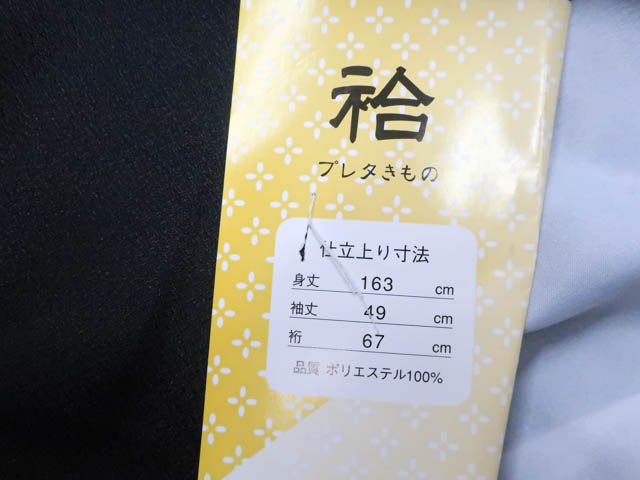 袷
プレタきもの
仕立上り寸法
身丈 163 cm
袖丈 49 cm
裄 67 cm
品質 ポリエステル100%